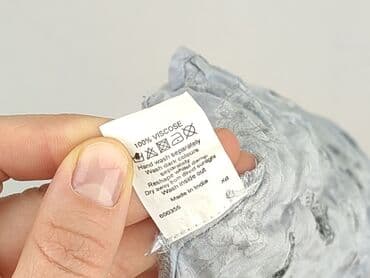 100% VISCOSE
Hand wash separately
Wash dark colours
separately
Reshape whilst damp
Dry away from direct sunlight
Wash inside out
Made in India
600355